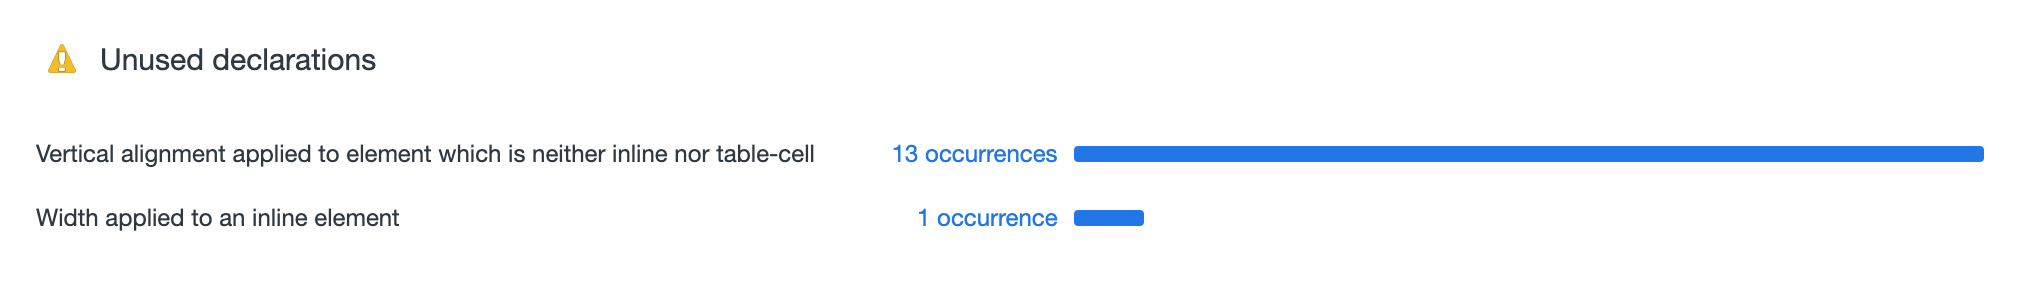 Unused declarations
Vertical alignment applied to element which is neither inline nor table-cell 13 occurrences
Width applied to an inline element 1 occurrence